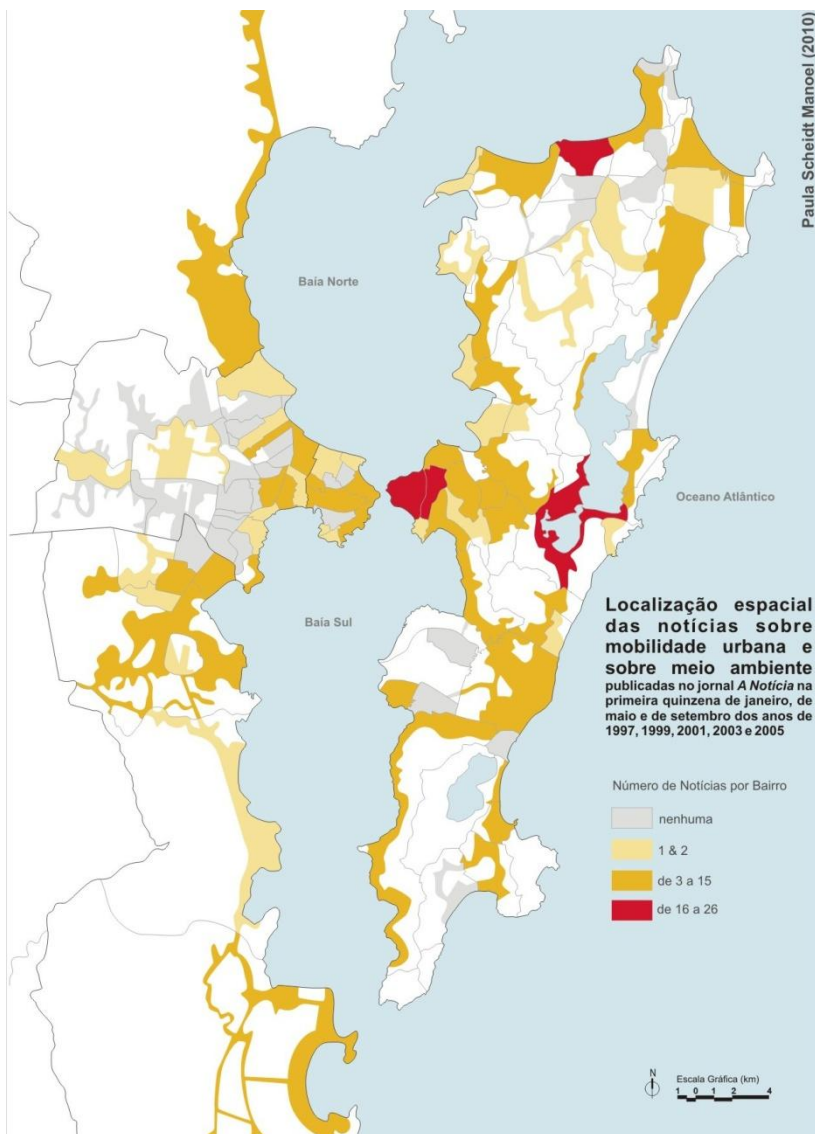 Paula Scheidt Manoel (2010)
Baía Norte
Oceano Atlântico
Baía Sul
Localização espacial
das notícias sobre
mobilidade urbana e
sobre meio ambiente
publicadas no jornal A Notícia na
primeira quinzena de janeiro, de
maio e de setembro dos anos de
1997, 1999, 2001, 2003 e 2005
Número de Notícias por Bairro
nenhuma
1 & 2
de 3 a 15
de 16 a 26
N
Escala Gráfica (km)
1 0 1 2 4